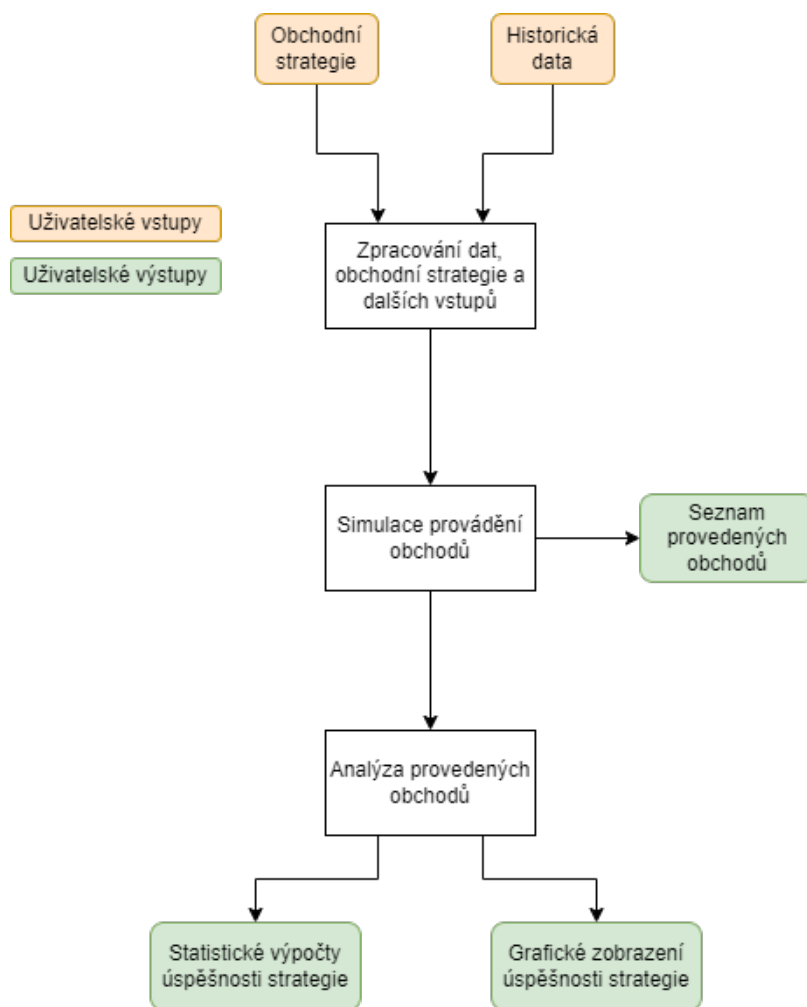 Obchodní
strategie
Historická
data
Uživatelské vstupy
Uživatelské výstupy
Zpracování dat,
obchodní strategie a
dalších vstupů
Simulace provádění
obchodů
Seznam
provedených
obchodů
Analýza provedených
obchodů
Statistické výpočty
úspěšnosti strategie
Grafické zobrazení
úspěšnosti strategie